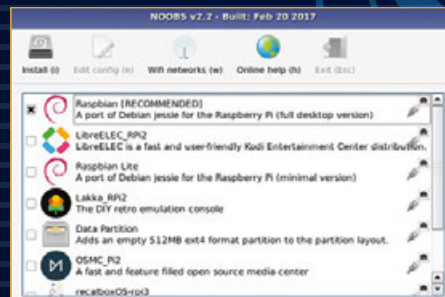 NOOBS v2.2 - Built: Feb 20 2017
Install (i) Edit config (e) Wifi networks (w) Online help (h) Exit (Esc)
Raspbian [RECOMMENDED]
A port of Debian jessie for the Raspberry Pi (full desktop version)
LibreELEC_RPi2
LibreELEC is a fast and user-friendly Kodi Entertainment Center distribution.
Raspbian Lite
A port of Debian jessie for the Raspberry Pi (minimal version)
Lakka_RPi2
The DIY retro emulation console
Data Partition
Adds an empty 512MB ext4 format partition to the partition layout.
OSMC_Pi2
A fast and feature filled open source media center
recalboxOS-rpi3